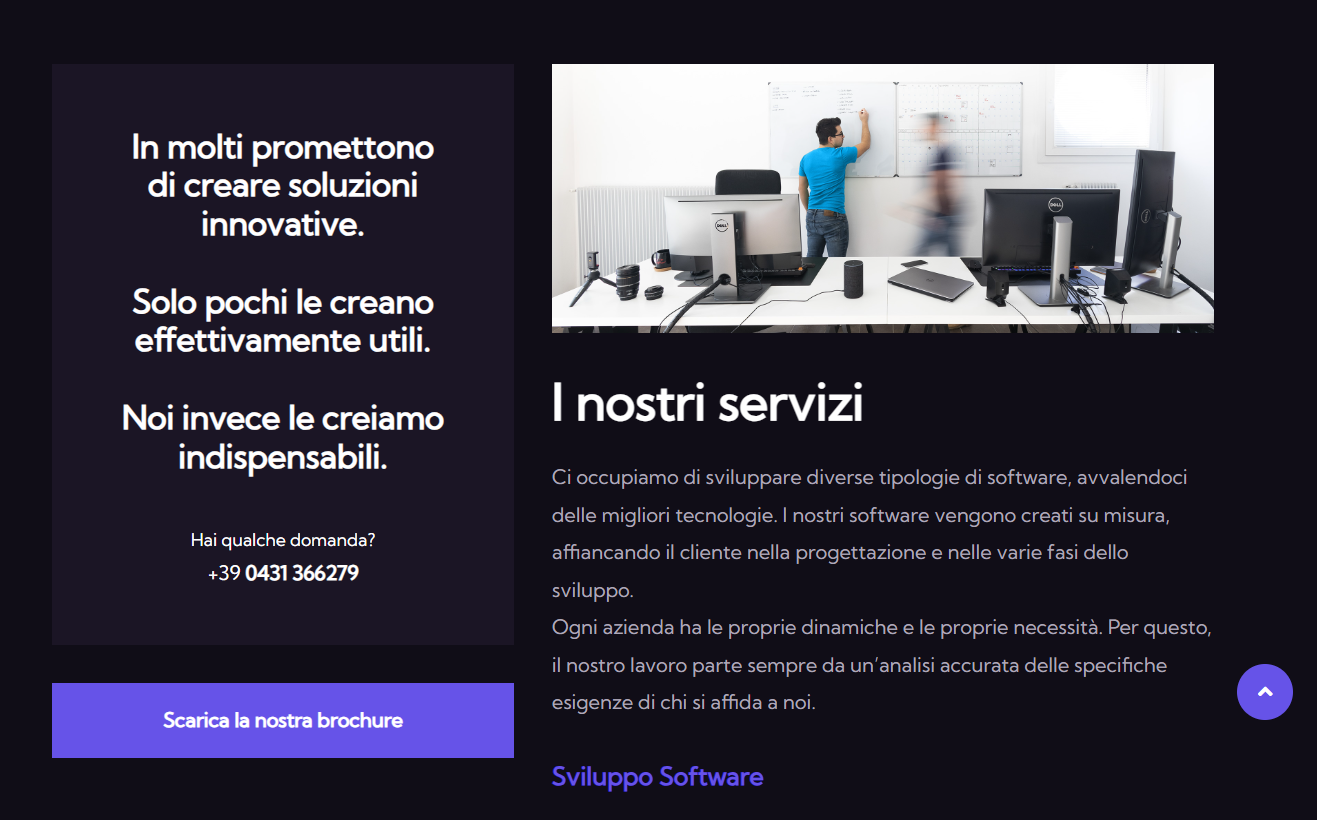 In molti promettono
di creare soluzioni
innovative.
Solo pochi le creano
effettivamente utili.
Noi invece le creiamo
indispensabili.
Hai qualche domanda?
+39 0431 366279
Scarica la nostra brochure
DELL
DELL
I nostri servizi
Ci occupiamo di sviluppare diverse tipologie di software, avvalendoci
delle migliori tecnologie. I nostri software vengono creati su misura,
affiancando il cliente nella progettazione e nelle varie fasi dello
sviluppo.
Ogni azienda ha le proprie dinamiche e le proprie necessità. Per questo,
il nostro lavoro parte sempre da un’analisi accurata delle specifiche
esigenze di chi si affida a noi.
Sviluppo Software